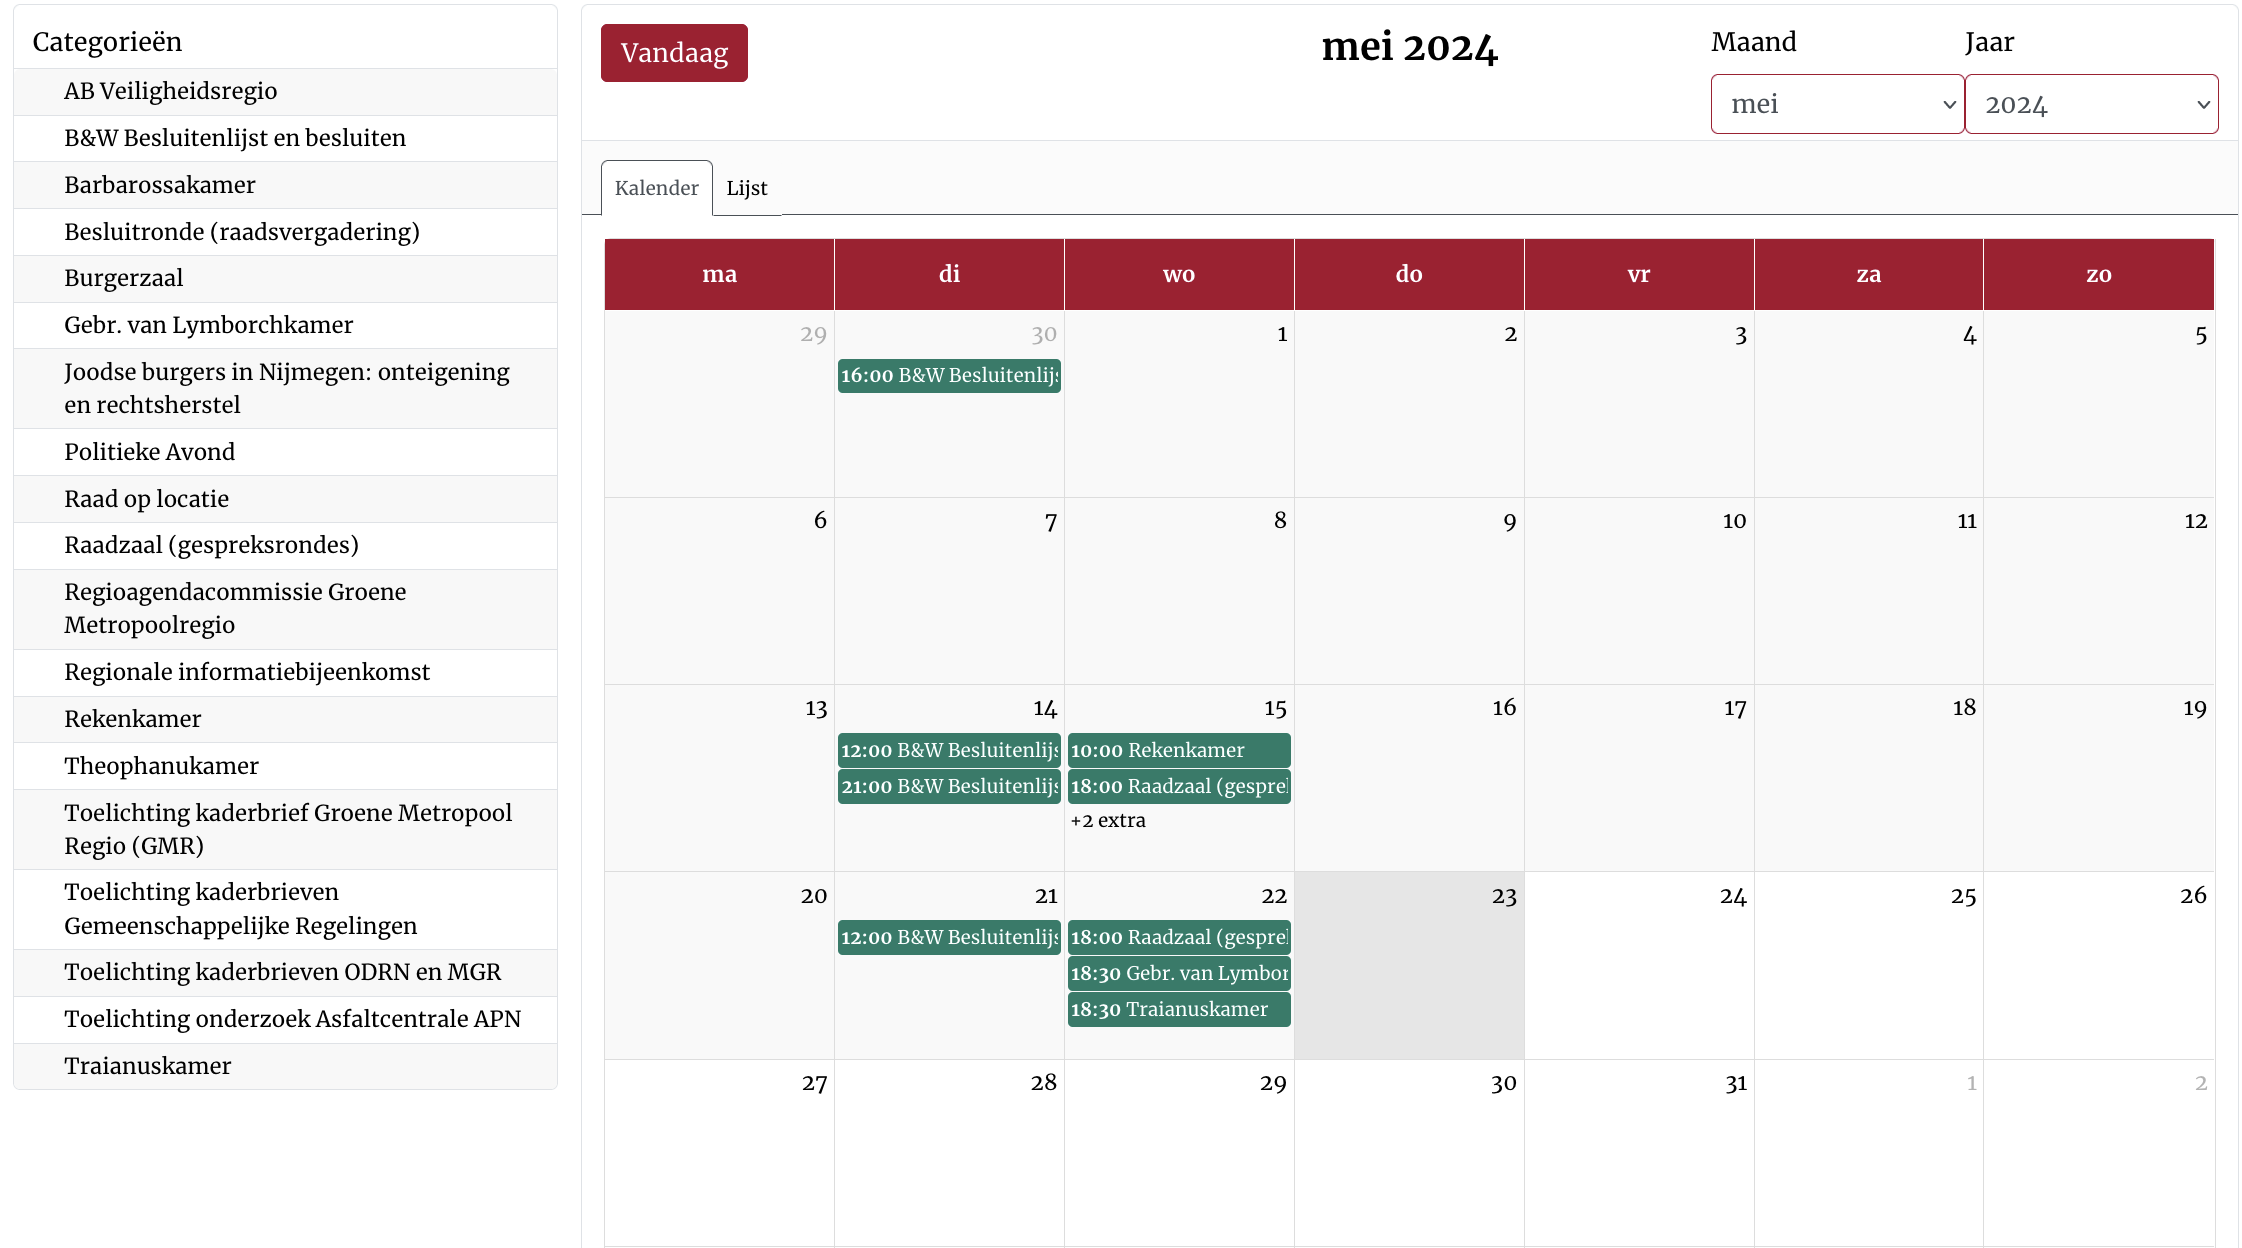 Categorieën
AB Veiligheidsregio
B&W Besluitenlijst en besluiten
Barbarossakamer
Besluitronde (raadsvergadering)
Burgerzaal
Gebr. van Lymborchkamer
Joodse burgers in Nijmegen: onteigening
en rechtsherstel
Politieke Avond
Raad op locatie
Raadzaal (gespreksrondes)
Regioagendacommissie Groene
Metropoolregio
Regionale informatiebijeenkomst
Rekenkamer
Theophanukamer
Toelichting kaderbrief Groene Metropool
Regio (GMR)
Toelichting kaderbrieven
Gemeenschappelijke Regelingen
Toelichting kaderbrieven ODRN en MGR
Toelichting onderzoek Asfaltcentrale APN
Traianuskamer
Vandaag
mei 2024
Maand
Jaar
mei
2024
Kalender Lijst
ma di wo do vr za zo
29 30 1 2 3 4 5
16:00 B&W Besluitenlijs
6 7 8 9 10 11 12
13 14 15 16 17 18 19
12:00 B&W Besluitenlijs
21:00 B&W Besluitenlijs
10:00 Rekenkamer
18:00 Raadzaal (gesprel
+2 extra
20 21 22 23 24 25 26
12:00 B&W Besluitenlijs
18:00 Raadzaal (gesprel
18:30 Gebr. van Lymbor
18:30 Traianuskamer
27 28 29 30 31 1 2